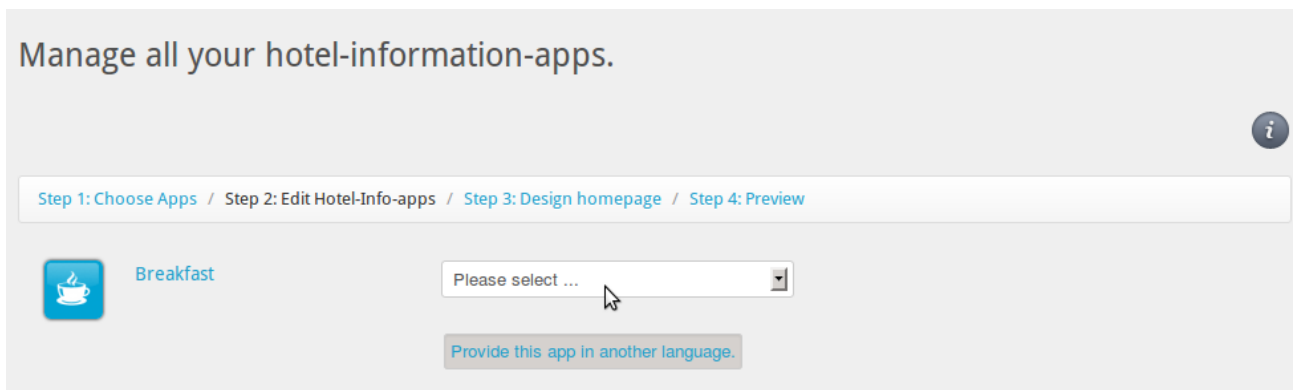 Manage all your hotel-information-apps.
i
Step 1: Choose Apps / Step 2: Edit Hotel-Info-apps / Step 3: Design homepage / Step 4: Preview
Breakfast
Please select ...
Provide this app in another language.